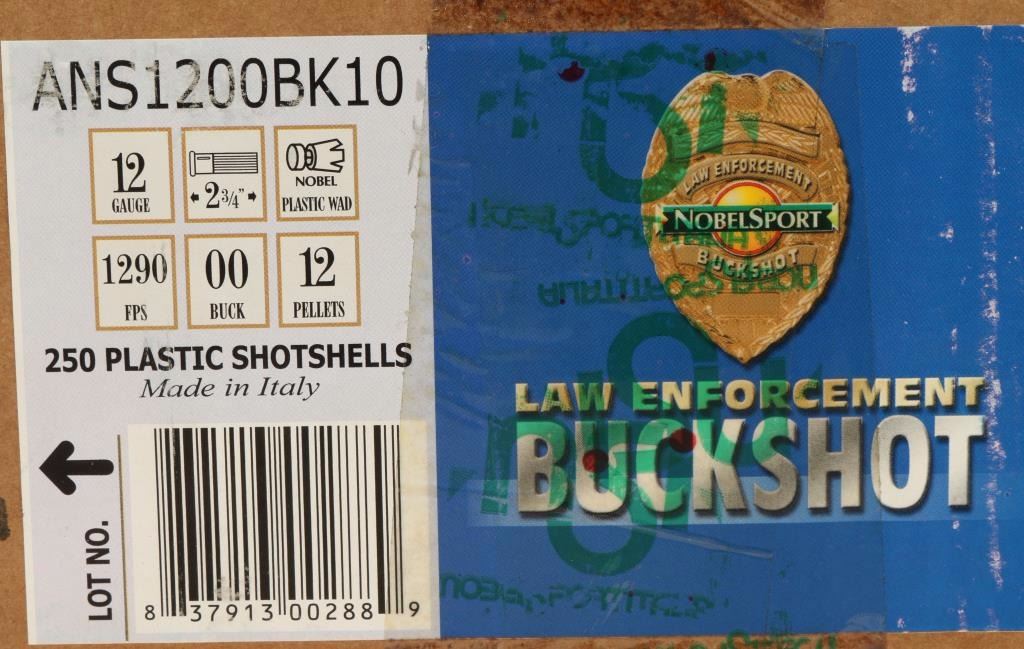 ANS1200BK10
12
GAUGE
2 3/4"
NOBEL
PLASTIC WAD
1290
FPS
00
BUCK
12
PELLETS
250 PLASTIC SHOTSHELLS
Made in Italy
LOT NO.
8 37913 00288 9
LAW ENFORCEMENT
NOBELSPORT
BUCKSHOT
LAW ENFORCEMENT
BUCKSHOT